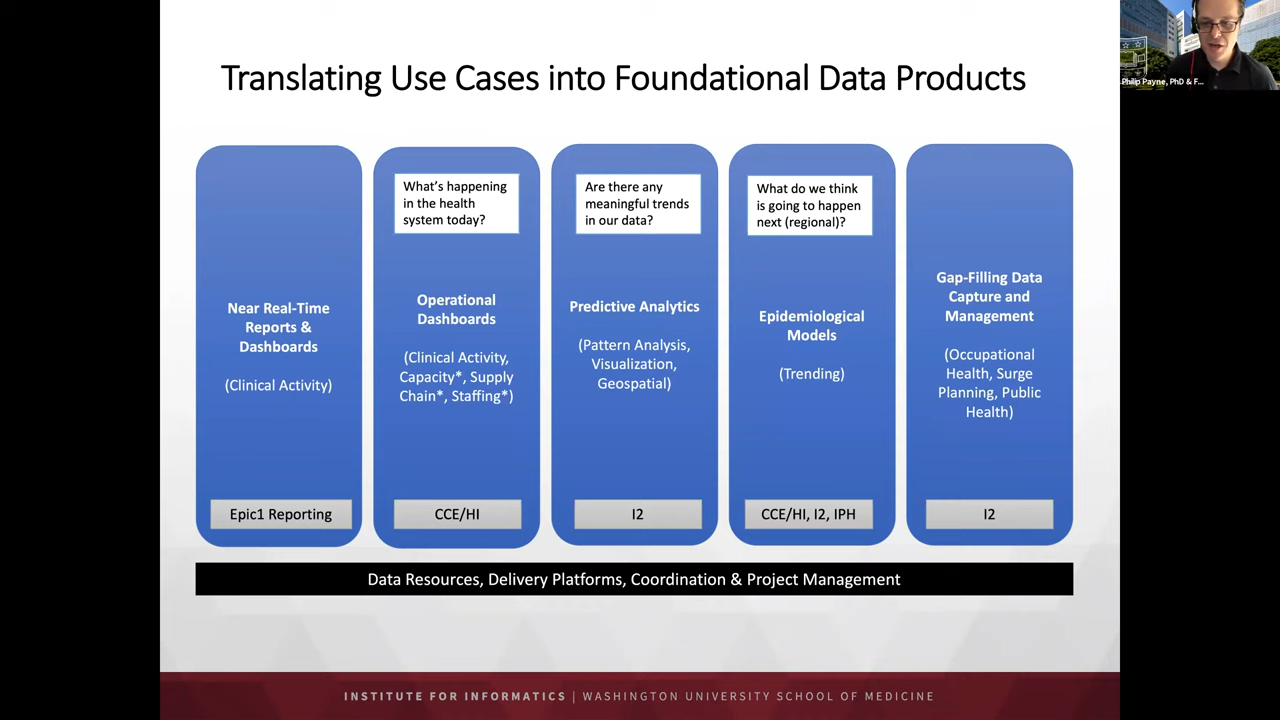 Translating Use Cases into Foundational Data Products
Philip Payne, PhD & F...
Near Real-Time
Reports &
Dashboards
(Clinical Activity)
Epic1 Reporting
What's happening
in the health
system today?
Operational
Dashboards
(Clinical Activity,
Capacity*, Supply
Chain*, Staffing*)
CCE/HI
Are there any
meaningful trends
in our data?
Predictive Analytics
(Pattern Analysis,
Visualization,
Geospatial)
I2
What do we think
is going to happen
next (regional)?
Epidemiological
Models
(Trending)
CCE/HI, I2, IPH
Gap-Filling Data
Capture and
Management
(Occupational
Health, Surge
Planning, Public
Health)
I2
Data Resources, Delivery Platforms, Coordination & Project Management
INSTITUTE FOR INFORMATICS | WASHINGTON UNIVERSITY SCHOOL OF MEDICINE